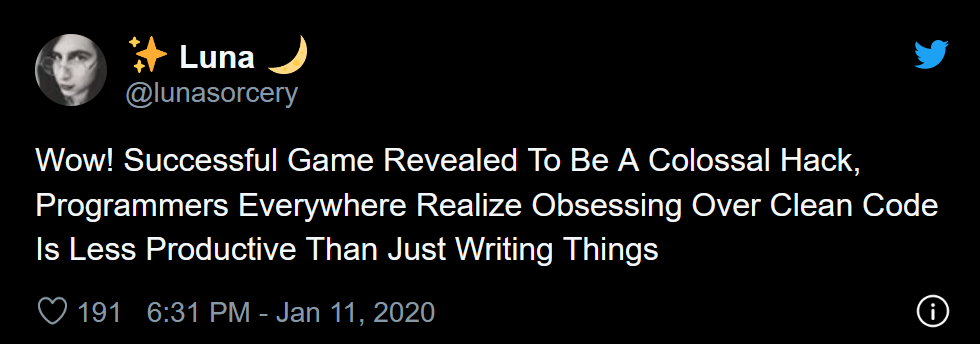 ✨ Luna 🌙
@lunasorcery
Wow! Successful Game Revealed To Be A Colossal Hack,
Programmers Everywhere Realize Obsessing Over Clean Code
Is Less Productive Than Just Writing Things
191 6:31 PM - Jan 11, 2020